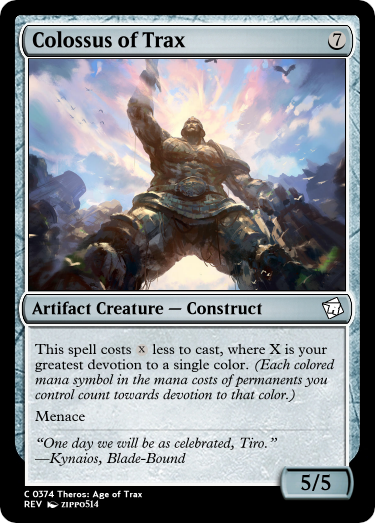 Colossus of Trax 7
Artifact Creature — Construct
This spell costs X less to cast, where X is your
greatest devotion to a single color. (Each colored
mana symbol in the mana costs of permanents you
control count towards devotion to that color.)
Menace
“One day we will be as celebrated, Tiro.”
—Kynaios, Blade-Bound
5/5
C 0374 Theros: Age of Trax
REV ZIPPO514